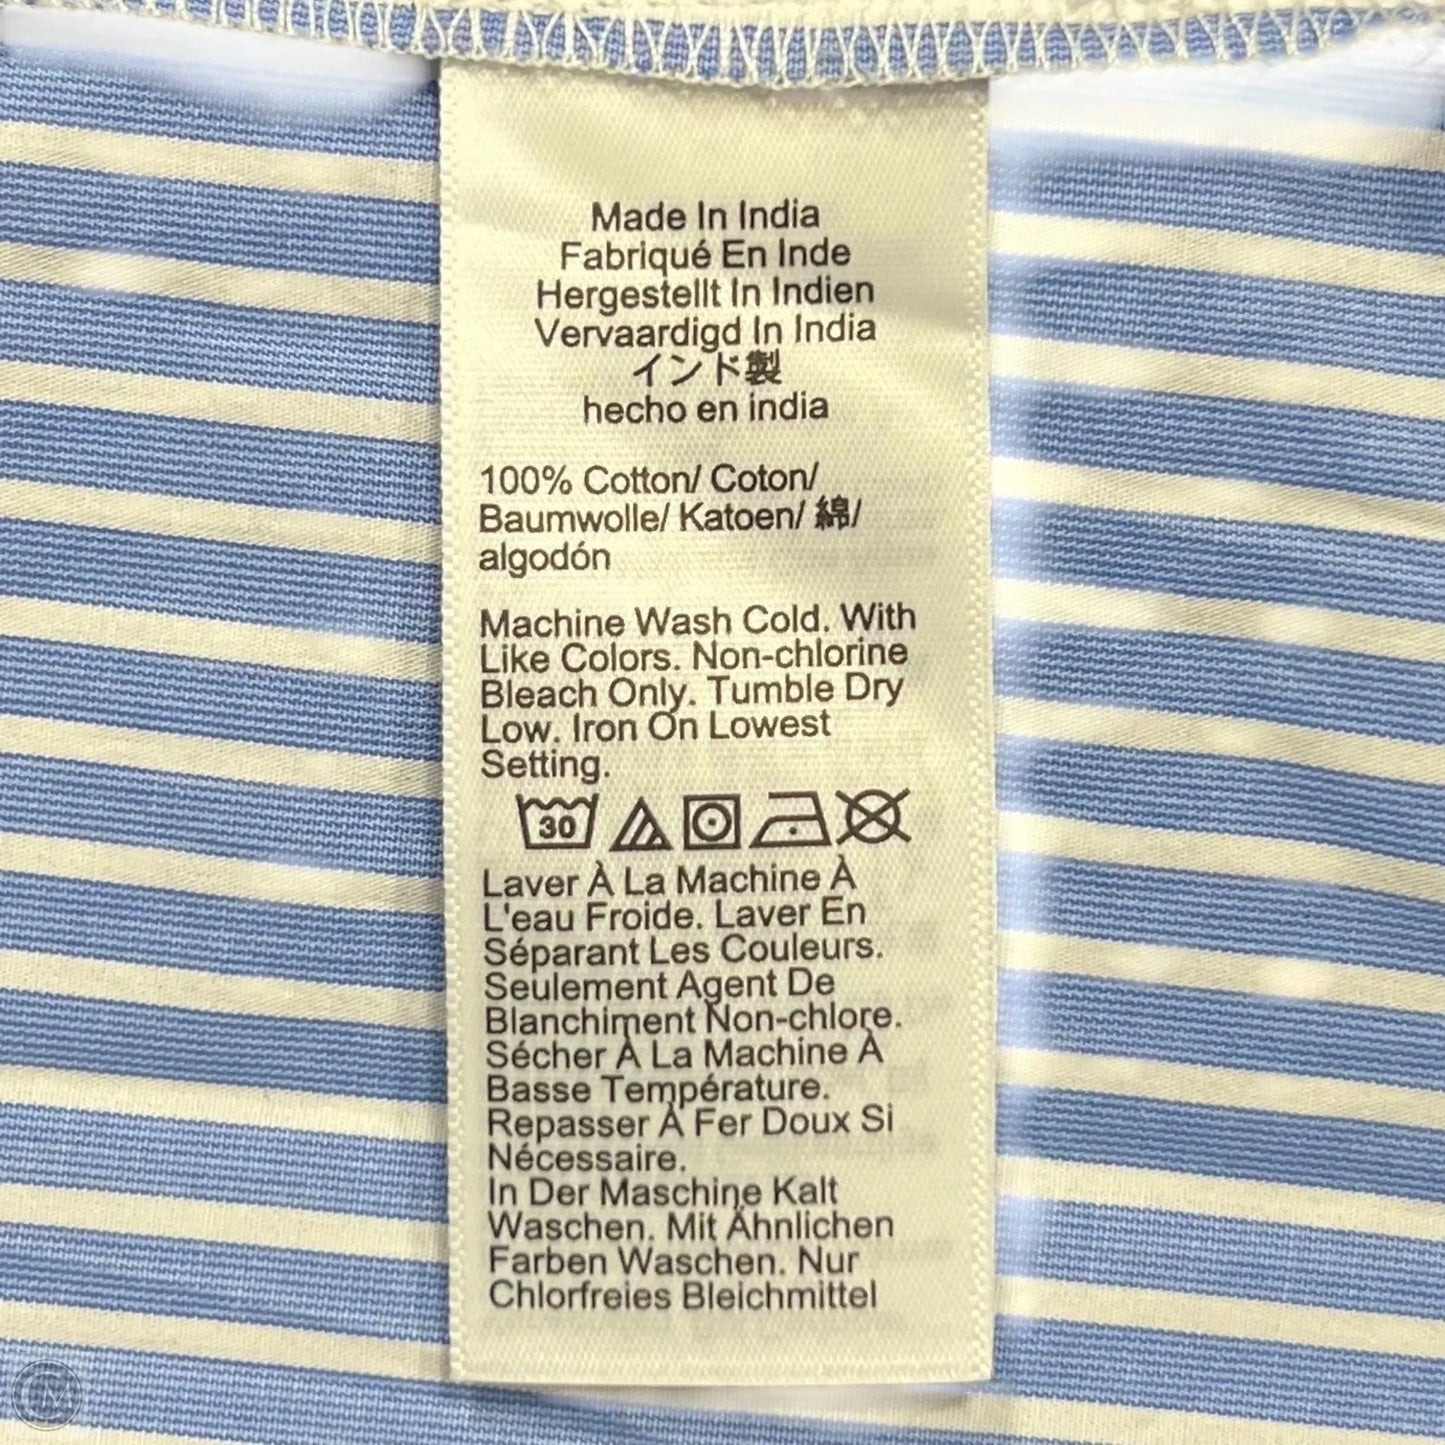 Made In India
Fabriqué En Inde
Hergestellt In Indien
Vervaardigd In India
インド製
hecho en india
100% Cotton/ Coton/
Baumwolle/ Katoen/ 綿/
algodón
Machine Wash Cold. With
Like Colors. Non-chlorine
Bleach Only. Tumble Dry
Low. Iron On Lowest
Setting.
30
Laver À La Machine À
L'eau Froide. Laver En
Séparant Les Couleurs.
Seulement Agent De
Blanchiment Non-chlore.
Sécher À La Machine À
Basse Température.
Repasser À Fer Doux Si
Nécessaire.
In Der Maschine Kalt
Waschen. Mit Ähnlichen
Farben Waschen. Nur
Chlorfreies Bleichmittel